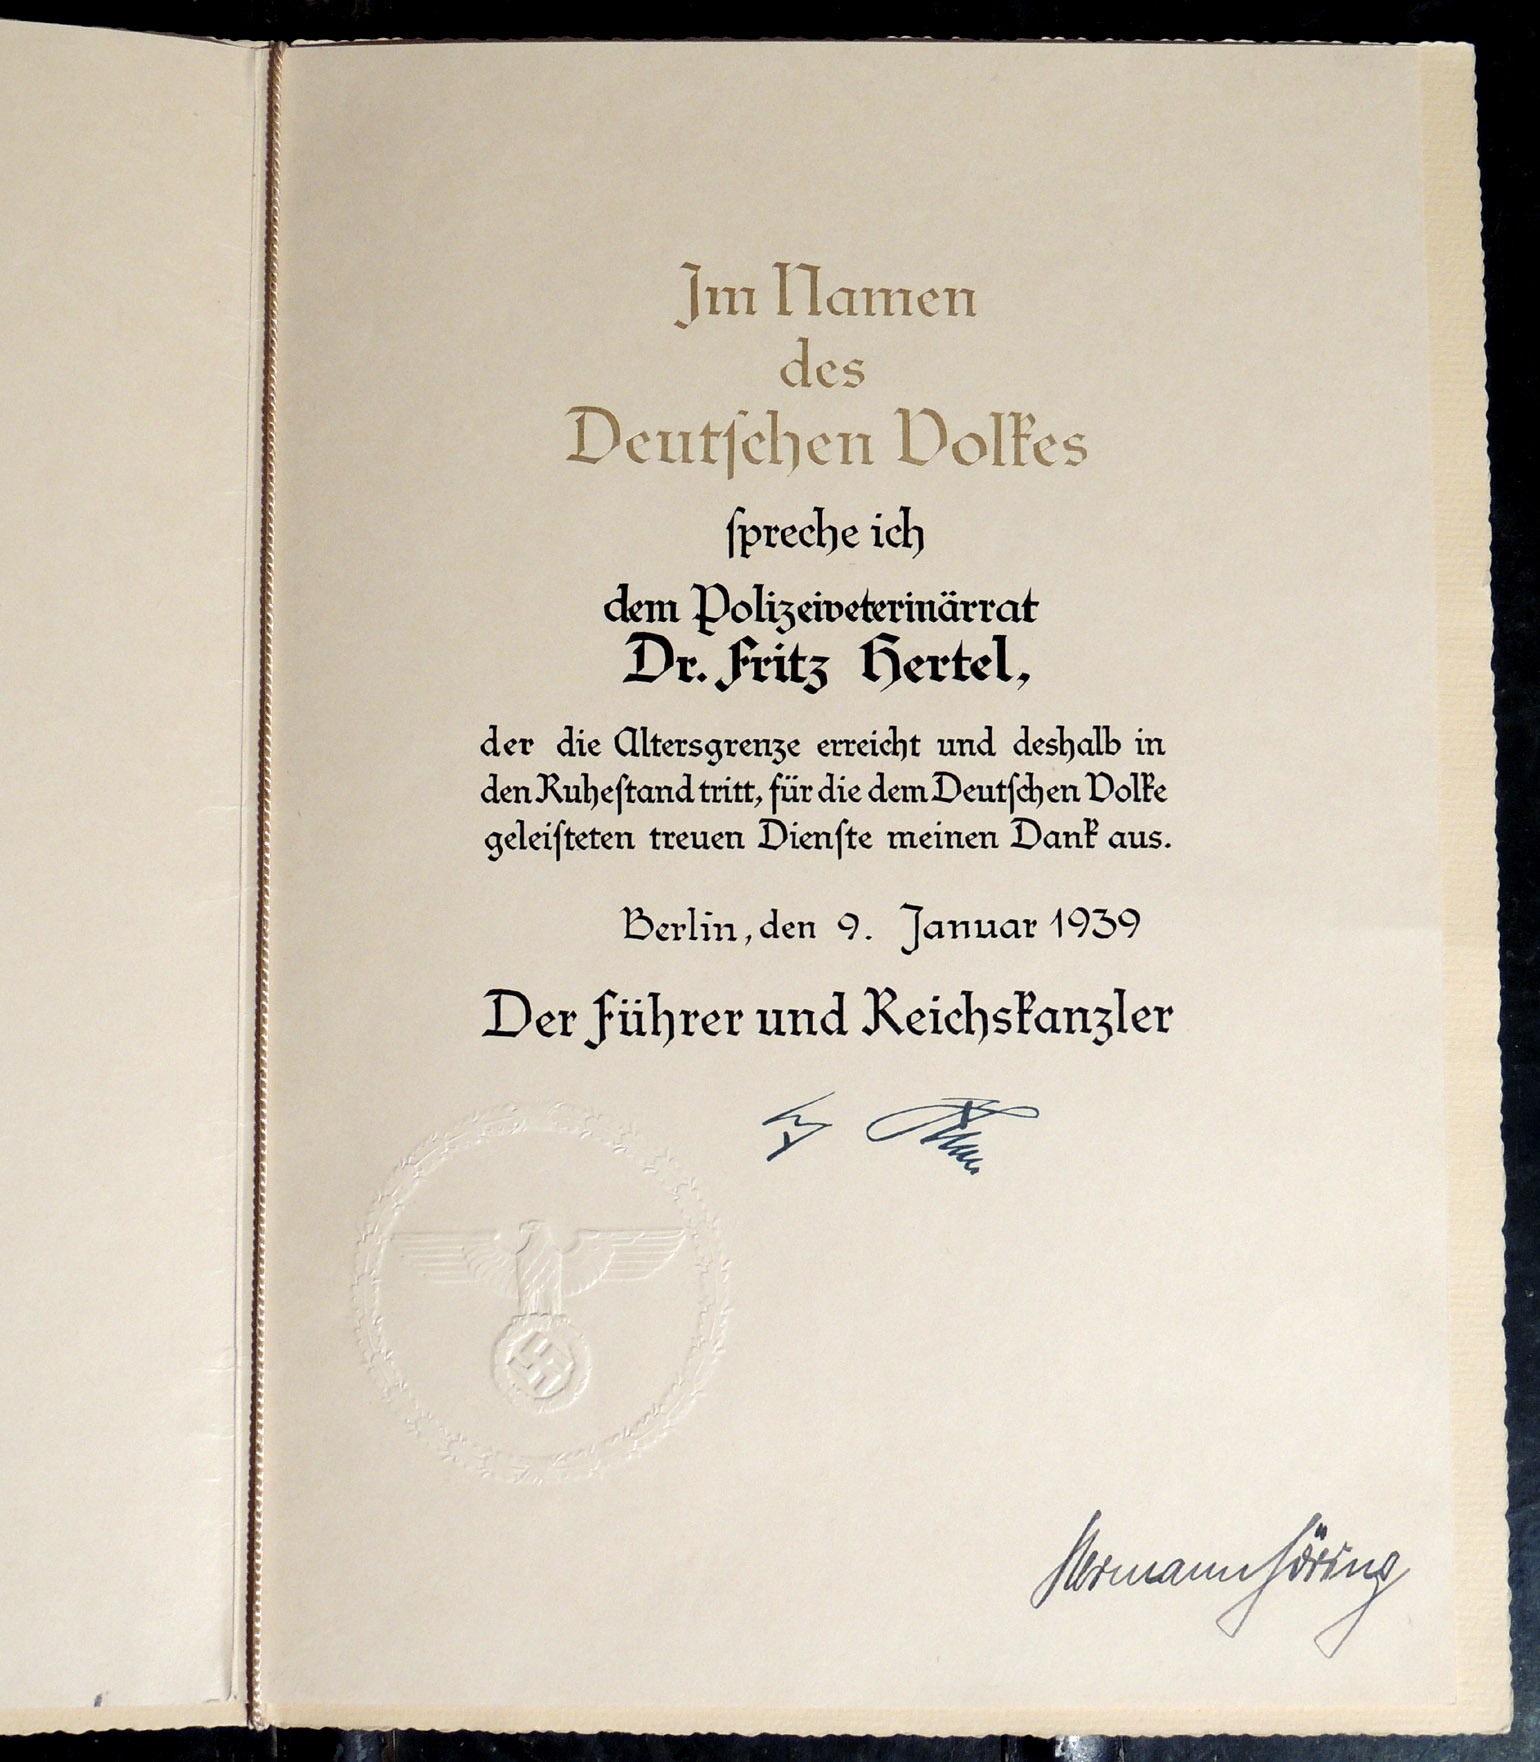 Im Namen
des
Deutſchen Volkes
ſpreche ich
dem Polizeiveterinärrat
Dr. Fritz Hertel,
der die Altersgrenze erreicht und deshalb in
den Ruheſtand tritt, für die dem Deutſchen Volke
geleiſteten treuen Dienſte meinen Dank aus.
Berlin, den 9. Januar 1939
Der Führer und Reichskanzler
Hermann Göring